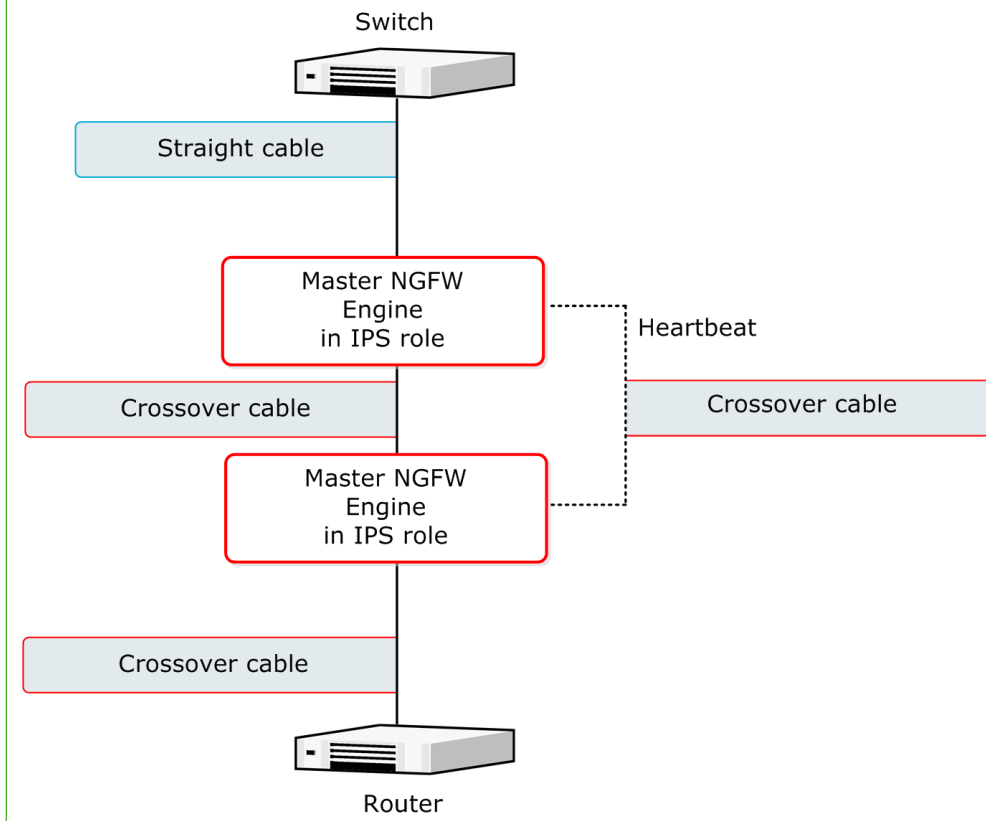 Switch
Straight cable
Master NGFW
Engine
in IPS role
Heartbeat
Crossover cable
Crossover cable
Master NGFW
Engine
in IPS role
Crossover cable
Router